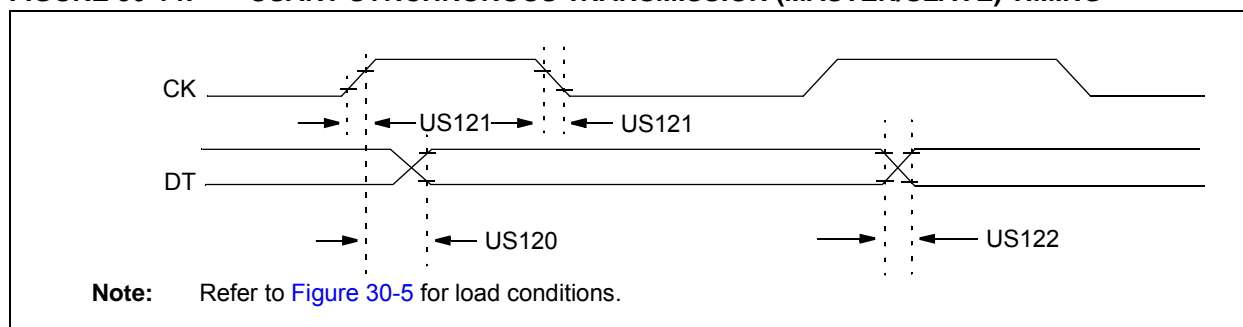 CK
US121 US121
DT
US120 US122
Note: Refer to Figure 30-5 for load conditions.